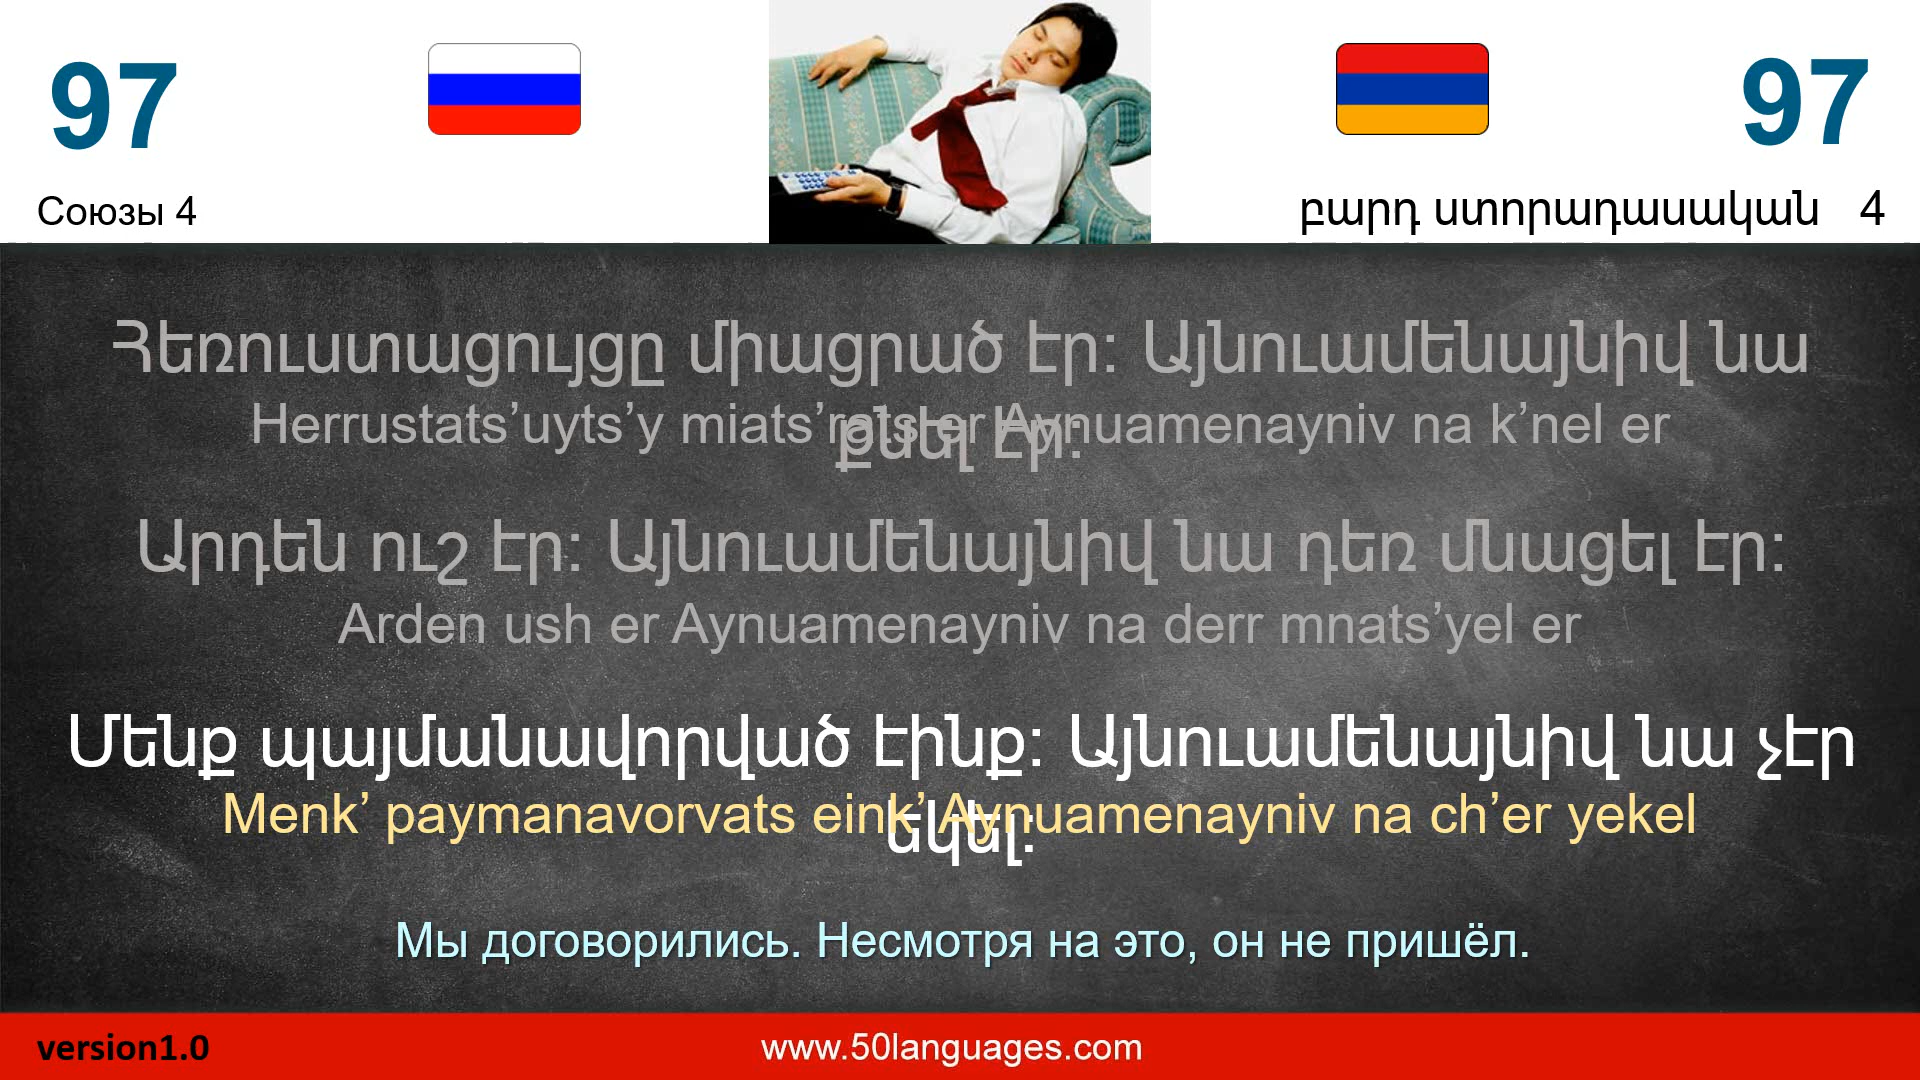 97
97
Союзы 4
բարդ ստորադասական 4
Հեռուստացույցը միացրած էր: Այնուամենայնիվ նա
քնել էր:
Herrustats’uyts’y miats’rats er Aynuamenayniv na k’nel er
Արդեն ուշ էր: Այնուամենայնիվ նա դեռ մնացել էր:
Arden ush er Aynuamenayniv na derr mnats’yel er
Մենք պայմանավորված էինք: Այնուամենայնիվ նա չէր
եկել:
Menk’ paymanavorvats eink’ Aynuamenayniv na ch’er yekel
Мы договорились. Несмотря на это, он не пришёл.
version1.0
www.50languages.com